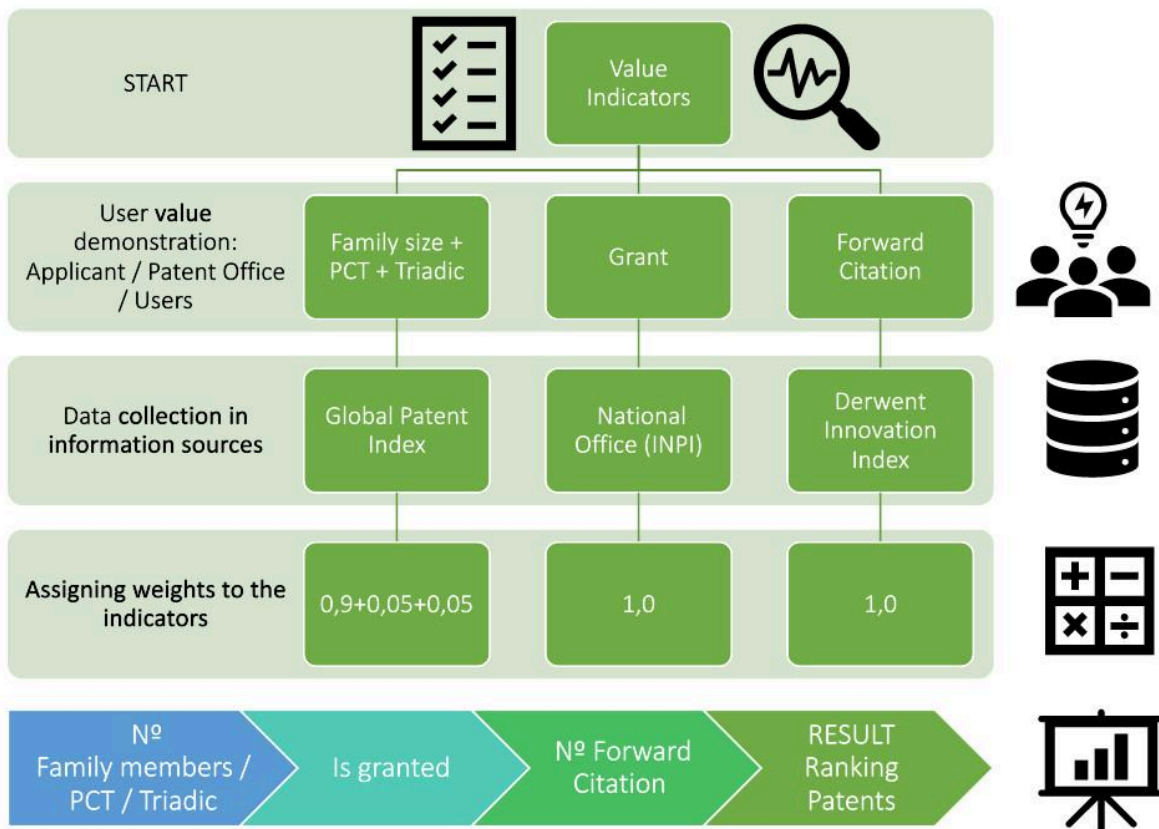 START
Value
Indicators
User value
demonstration:
Applicant / Patent Office
/ Users
Family size +
PCT + Triadic
Grant
Forward
Citation
Data collection in
information sources
Global Patent
Index
National
Office (INPI)
Derwent
Innovation
Index
Assigning weights to the
indicators
0,9+0,05+0,05
1,0
1,0
Nº
Family members /
PCT / Triadic
Is granted
Nº Forward
Citation
RESULT
Ranking
Patents